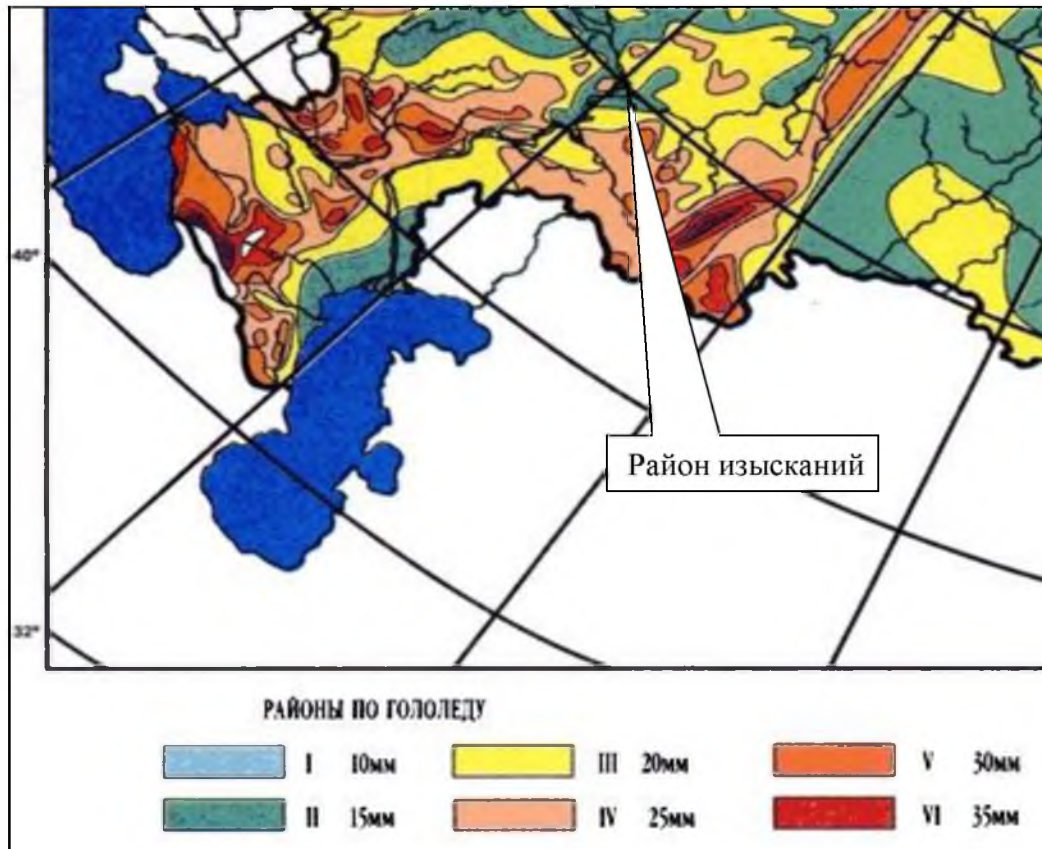 40°
Район изысканий
32°
РАЙОНЫ ПО ГОЛОЛЕДУ
I 10мм
III 20мм
V 30мм
II 15мм
IV 25мм
VI 35мм